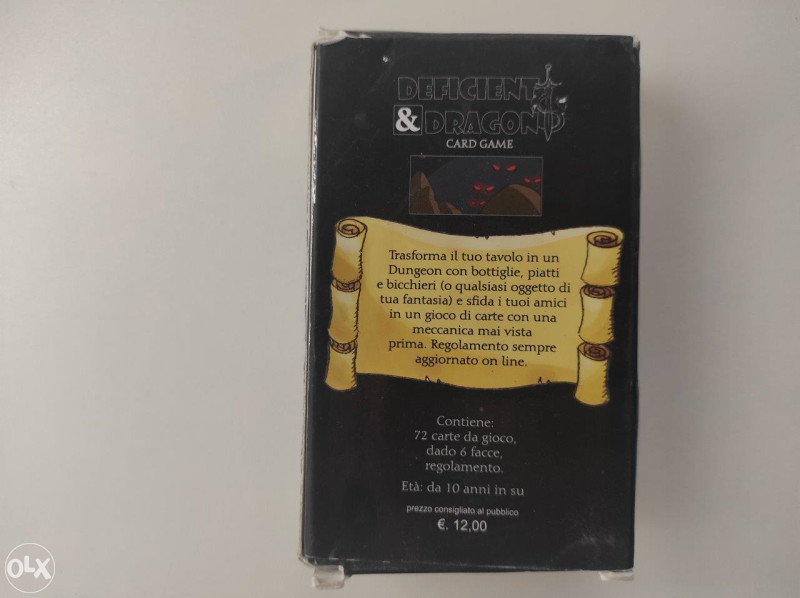 DEFICIENTI
& DRAGONI
CARD GAME
Trasforma il tuo tavolo in un
Dungeon con bottiglie, piatti
e bicchieri (o qualsiasi oggetto di
tua fantasia) e sfida i tuoi amici
in un gioco di carte con una
meccanica mai vista
prima. Regolamento sempre
aggiornato on line.
Contiene:
72 carte da gioco,
dado 6 facce,
regolamento.
Età: da 10 anni in su
prezzo consigliato al pubblico
€. 12,00
OLX